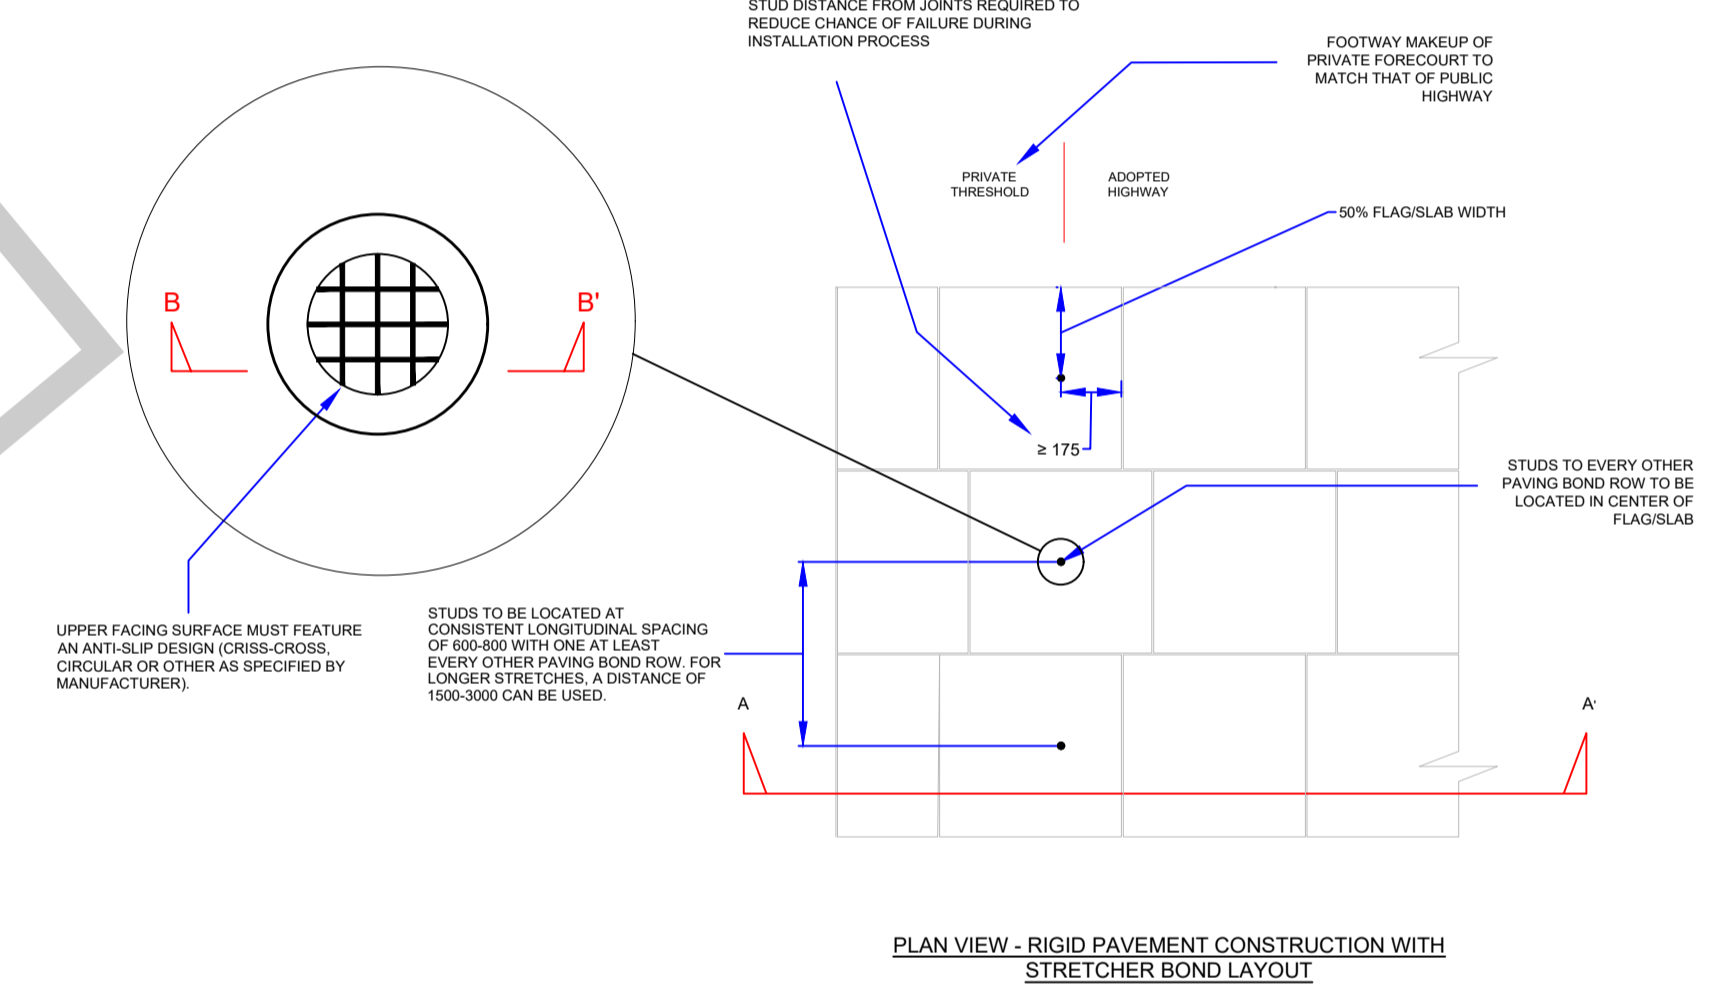 STUD DISTANCE FROM JOINTS REQUIRED TO
REDUCE CHANCE OF FAILURE DURING
INSTALLATION PROCESS
FOOTWAY MAKEUP OF
PRIVATE FORECOURT TO
MATCH THAT OF PUBLIC
HIGHWAY
PRIVATE
THRESHOLD
ADOPTED
HIGHWAY
50% FLAG/SLAB WIDTH
B
B'
≥ 175
STUDS TO EVERY OTHER
PAVING BOND ROW TO BE
LOCATED IN CENTER OF
FLAG/SLAB
UPPER FACING SURFACE MUST FEATURE
AN ANTI-SLIP DESIGN (CRISS-CROSS,
CIRCULAR OR OTHER AS SPECIFIED BY
MANUFACTURER).
STUDS TO BE LOCATED AT
CONSISTENT LONGITUDINAL SPACING
OF 600-800 WITH ONE AT LEAST
EVERY OTHER PAVING BOND ROW. FOR
LONGER STRETCHES, A DISTANCE OF
1500-3000 CAN BE USED.
A
A'
PLAN VIEW - RIGID PAVEMENT CONSTRUCTION WITH
STRETCHER BOND LAYOUT